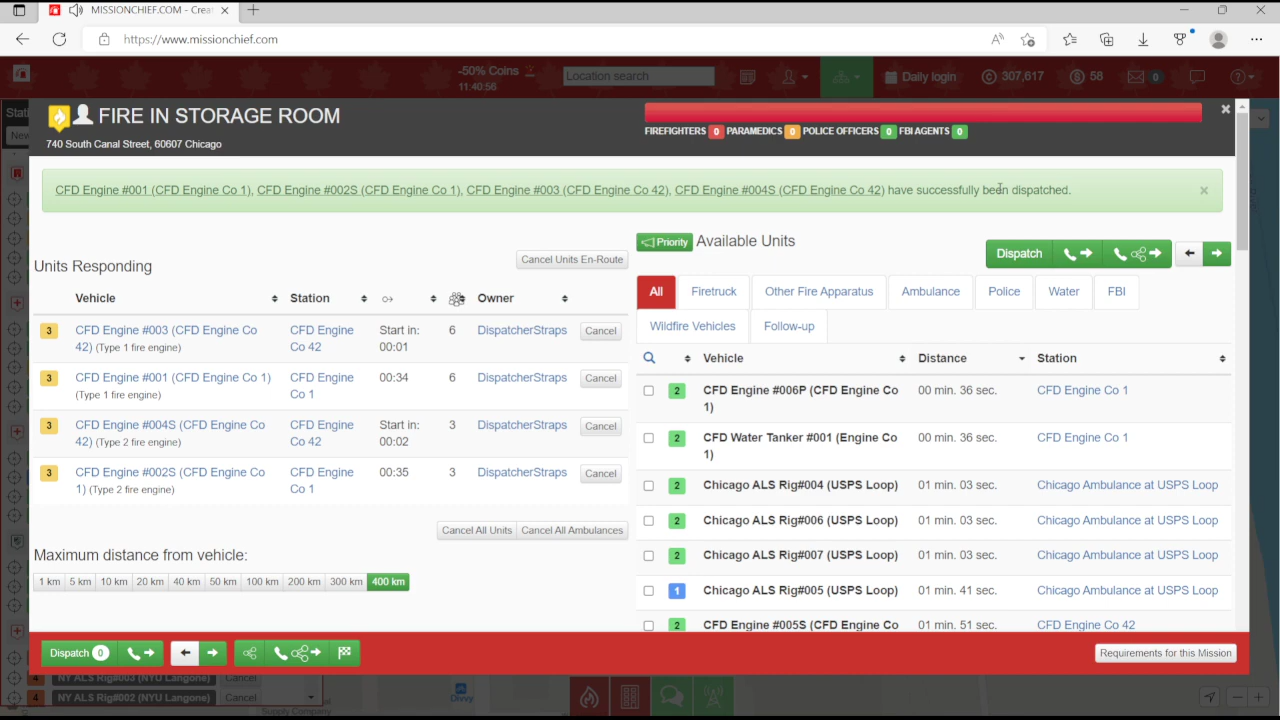 MISSIONCHIEF.COM - Crea
https://www.missionchief.com
-50% Coins
11:40:56
Location search
Daily login
307,617
58
0
Stati
New
FIRE IN STORAGE ROOM
740 South Canal Street, 60607 Chicago
FIREFIGHTERS 0 PARAMEDICS 0 POLICE OFFICERS 0 FBI AGENTS 0
CFD Engine #001 (CFD Engine Co 1), CFD Engine #002S (CFD Engine Co 1), CFD Engine #003 (CFD Engine Co 42), CFD Engine #004S (CFD Engine Co 42) have successfully been dispatched.
Units Responding
Cancel Units En-Route
Vehicle Station Owner
3 CFD Engine #003 (CFD Engine Co CFD Engine Start in: 6 DispatcherStraps Cancel
42) (Type 1 fire engine) Co 42 00:01
3 CFD Engine #001 (CFD Engine Co 1) CFD Engine 00:34 6 DispatcherStraps Cancel
(Type 1 fire engine) Co 1
3 CFD Engine #004S (CFD Engine Co CFD Engine Start in: 3 DispatcherStraps Cancel
42) (Type 2 fire engine) Co 42 00:02
3 CFD Engine #002S (CFD Engine Co CFD Engine 00:35 3 DispatcherStraps Cancel
1) (Type 2 fire engine) Co 1
Cancel All Units Cancel All Ambulances
Maximum distance from vehicle:
1 km 5 km 10 km 20 km 40 km 50 km 100 km 200 km 300 km 400 km
Priority Available Units
Dispatch
All Firetruck Other Fire Apparatus Ambulance Police Water FBI
Wildfire Vehicles Follow-up
Vehicle Distance Station
2 CFD Engine #006P (CFD Engine Co 00 min. 36 sec. CFD Engine Co 1
1)
2 CFD Water Tanker #001 (Engine Co 00 min. 36 sec. CFD Engine Co 1
1)
2 Chicago ALS Rig#004 (USPS Loop) 01 min. 03 sec. Chicago Ambulance at USPS Loop
2 Chicago ALS Rig#006 (USPS Loop) 01 min. 03 sec. Chicago Ambulance at USPS Loop
2 Chicago ALS Rig#007 (USPS Loop) 01 min. 03 sec. Chicago Ambulance at USPS Loop
1 Chicago ALS Rig#005 (USPS Loop) 01 min. 41 sec. Chicago Ambulance at USPS Loop
2 CFD Engine #005S (CFD Engine Co 01 min. 51 sec. CFD Engine Co 42
Dispatch 0
Requirements for this Mission
4 NY ALS Rig#003 (NYU Langone) Cancel
4 NY ALS Rig#002 (NYU Langone) Cancel
Divvy
Supply Company